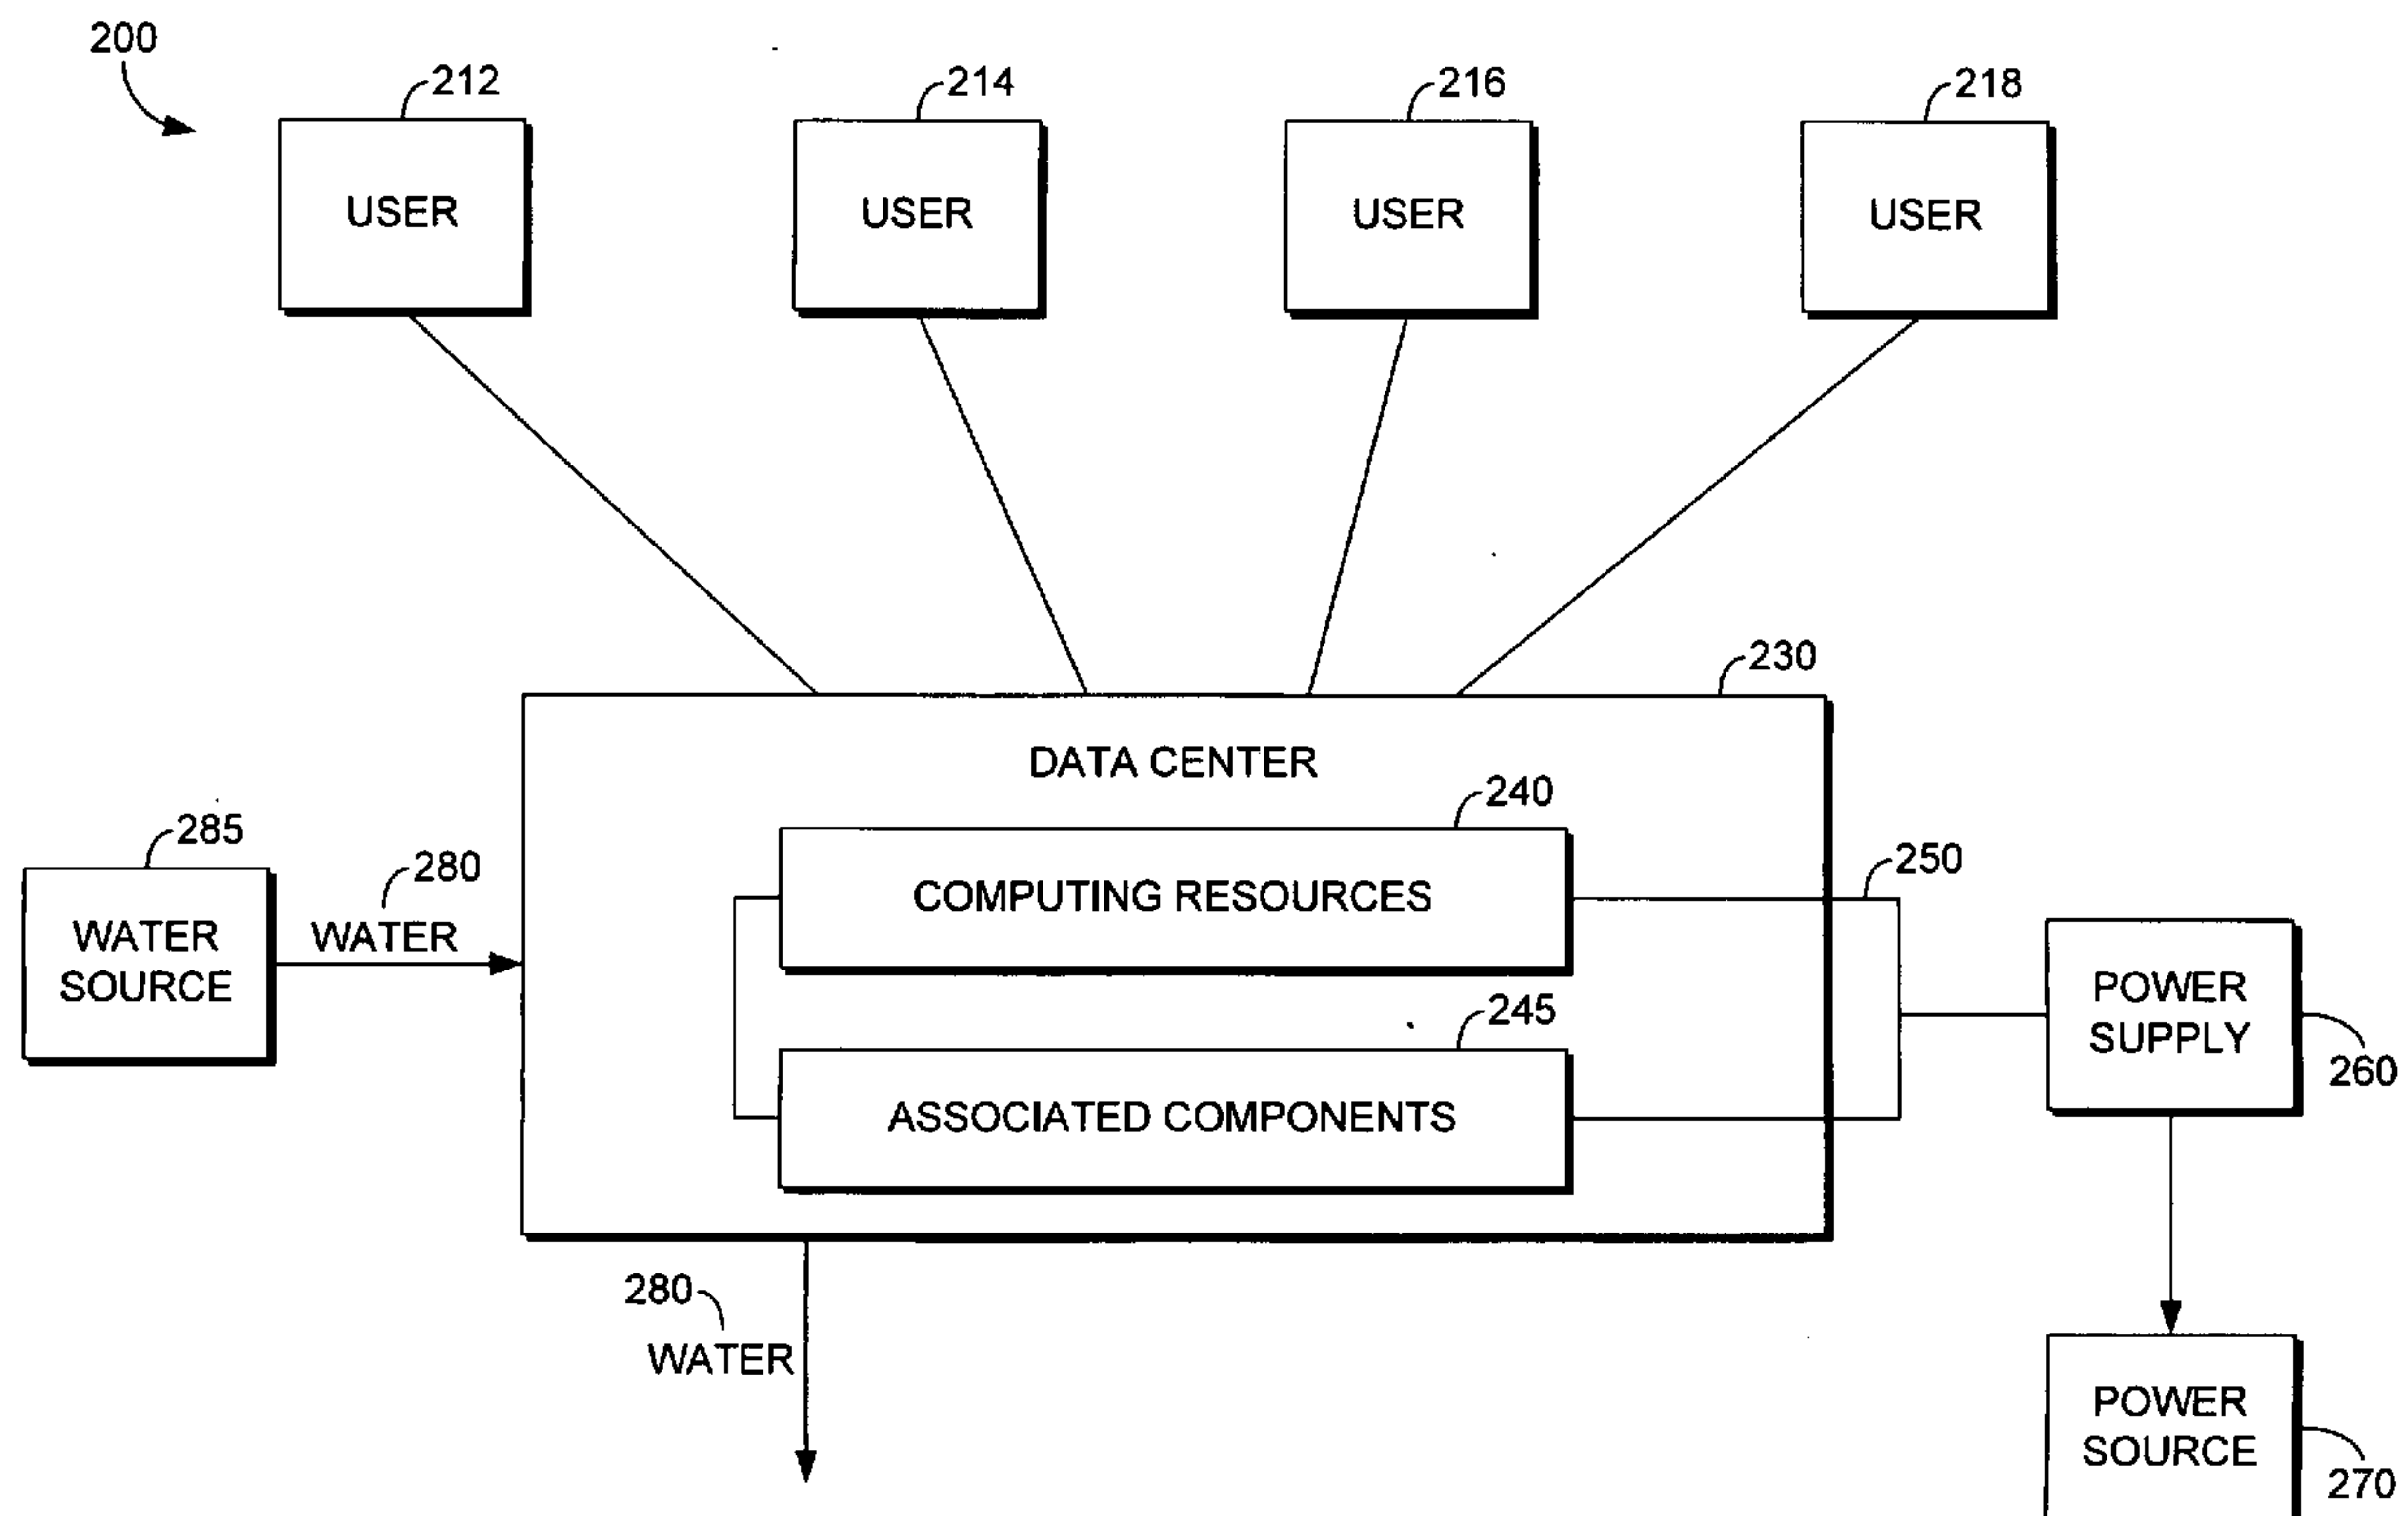 200
212
214
216
218
USER
USER
USER
USER
230
DATA CENTER
240
285
280
250
COMPUTING RESOURCES
WATER
SOURCE
WATER
POWER
SUPPLY
245
260
ASSOCIATED COMPONENTS
280
WATER
POWER
SOURCE
270